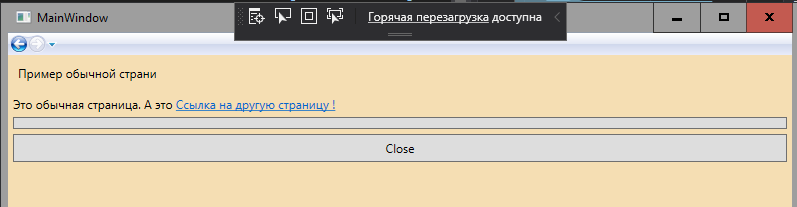 MainWindow
Горячая перезагрузка доступна
Пример обычной страни
Это обычная страница. А это Ссылка на другую страницу !
Close